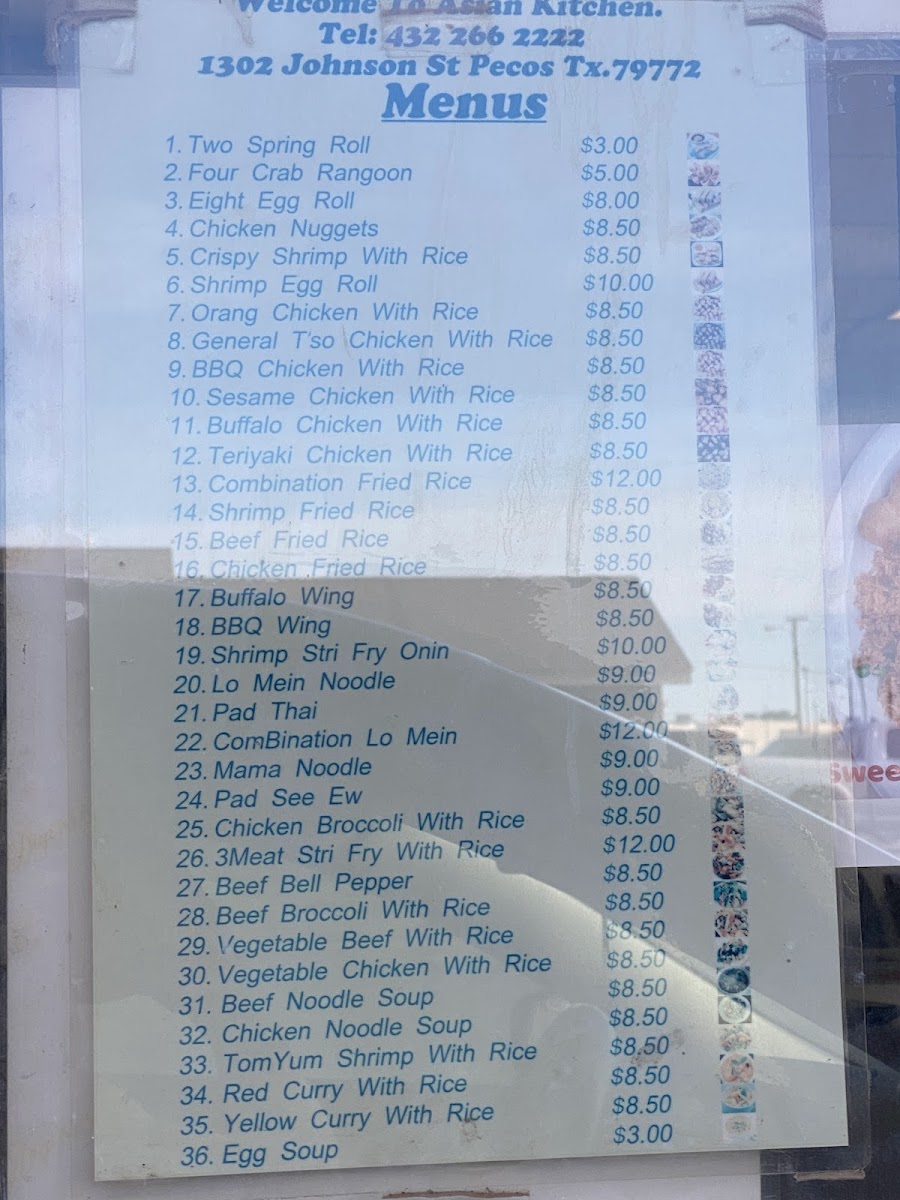 Welcome To Asian Kitchen.
Tel: 432 266 2222
1302 Johnson St Pecos Tx.79772
Menus
1. Two Spring Roll $3.00
2. Four Crab Rangoon $5.00
3. Eight Egg Roll $8.00
4. Chicken Nuggets $8.50
5. Crispy Shrimp With Rice $8.50
6. Shrimp Egg Roll $10.00
7. Orang Chicken With Rice $8.50
8. General T'so Chicken With Rice $8.50
9. BBQ Chicken With Rice $8.50
10. Sesame Chicken With Rice $8.50
11. Buffalo Chicken With Rice $8.50
12. Teriyaki Chicken With Rice $8.50
13. Combination Fried Rice $12.00
14. Shrimp Fried Rice $8.50
15. Beef Fried Rice $8.50
16. Chicken Fried Rice $8.50
17. Buffalo Wing $8.50
18. BBQ Wing $8.50
19. Shrimp Stri Fry Onin $10.00
20. Lo Mein Noodle $9.00
21. Pad Thai $9.00
22. ComBination Lo Mein $12.00
23. Mama Noodle $9.00
24. Pad See Ew $9.00
25. Chicken Broccoli With Rice $8.50
26. 3Meat Stri Fry With Rice $12.00
27. Beef Bell Pepper $8.50
28. Beef Broccoli With Rice $8.50
29. Vegetable Beef With Rice $8.50
30. Vegetable Chicken With Rice $8.50
31. Beef Noodle Soup $8.50
32. Chicken Noodle Soup $8.50
33. TomYum Shrimp With Rice $8.50
34. Red Curry With Rice $8.50
35. Yellow Curry With Rice $8.50
36. Egg Soup $3.00
Swee